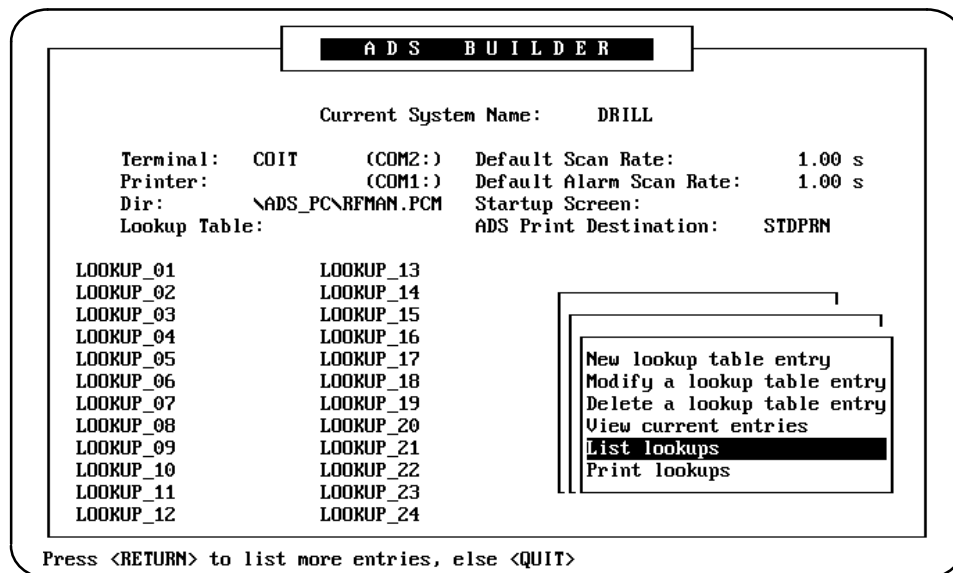 ADS BUILDER
Current System Name: DRILL
Terminal: COIT (COM2:) Default Scan Rate: 1.00 s
Printer: (COM1:) Default Alarm Scan Rate: 1.00 s
Dir: \ADS_PC\RFMAN.PCM Startup Screen:
Lookup Table: ADS Print Destination: STDPRN
LOOKUP_01 LOOKUP_13
LOOKUP_02 LOOKUP_14
LOOKUP_03 LOOKUP_15
LOOKUP_04 LOOKUP_16
LOOKUP_05 LOOKUP_17
LOOKUP_06 LOOKUP_18
LOOKUP_07 LOOKUP_19
LOOKUP_08 LOOKUP_20
LOOKUP_09 LOOKUP_21
LOOKUP_10 LOOKUP_22
LOOKUP_11 LOOKUP_23
LOOKUP_12 LOOKUP_24
New lookup table entry
Modify a lookup table entry
Delete a lookup table entry
View current entries
List lookups
Print lookups
Press <RETURN> to list more entries, else <QUIT>